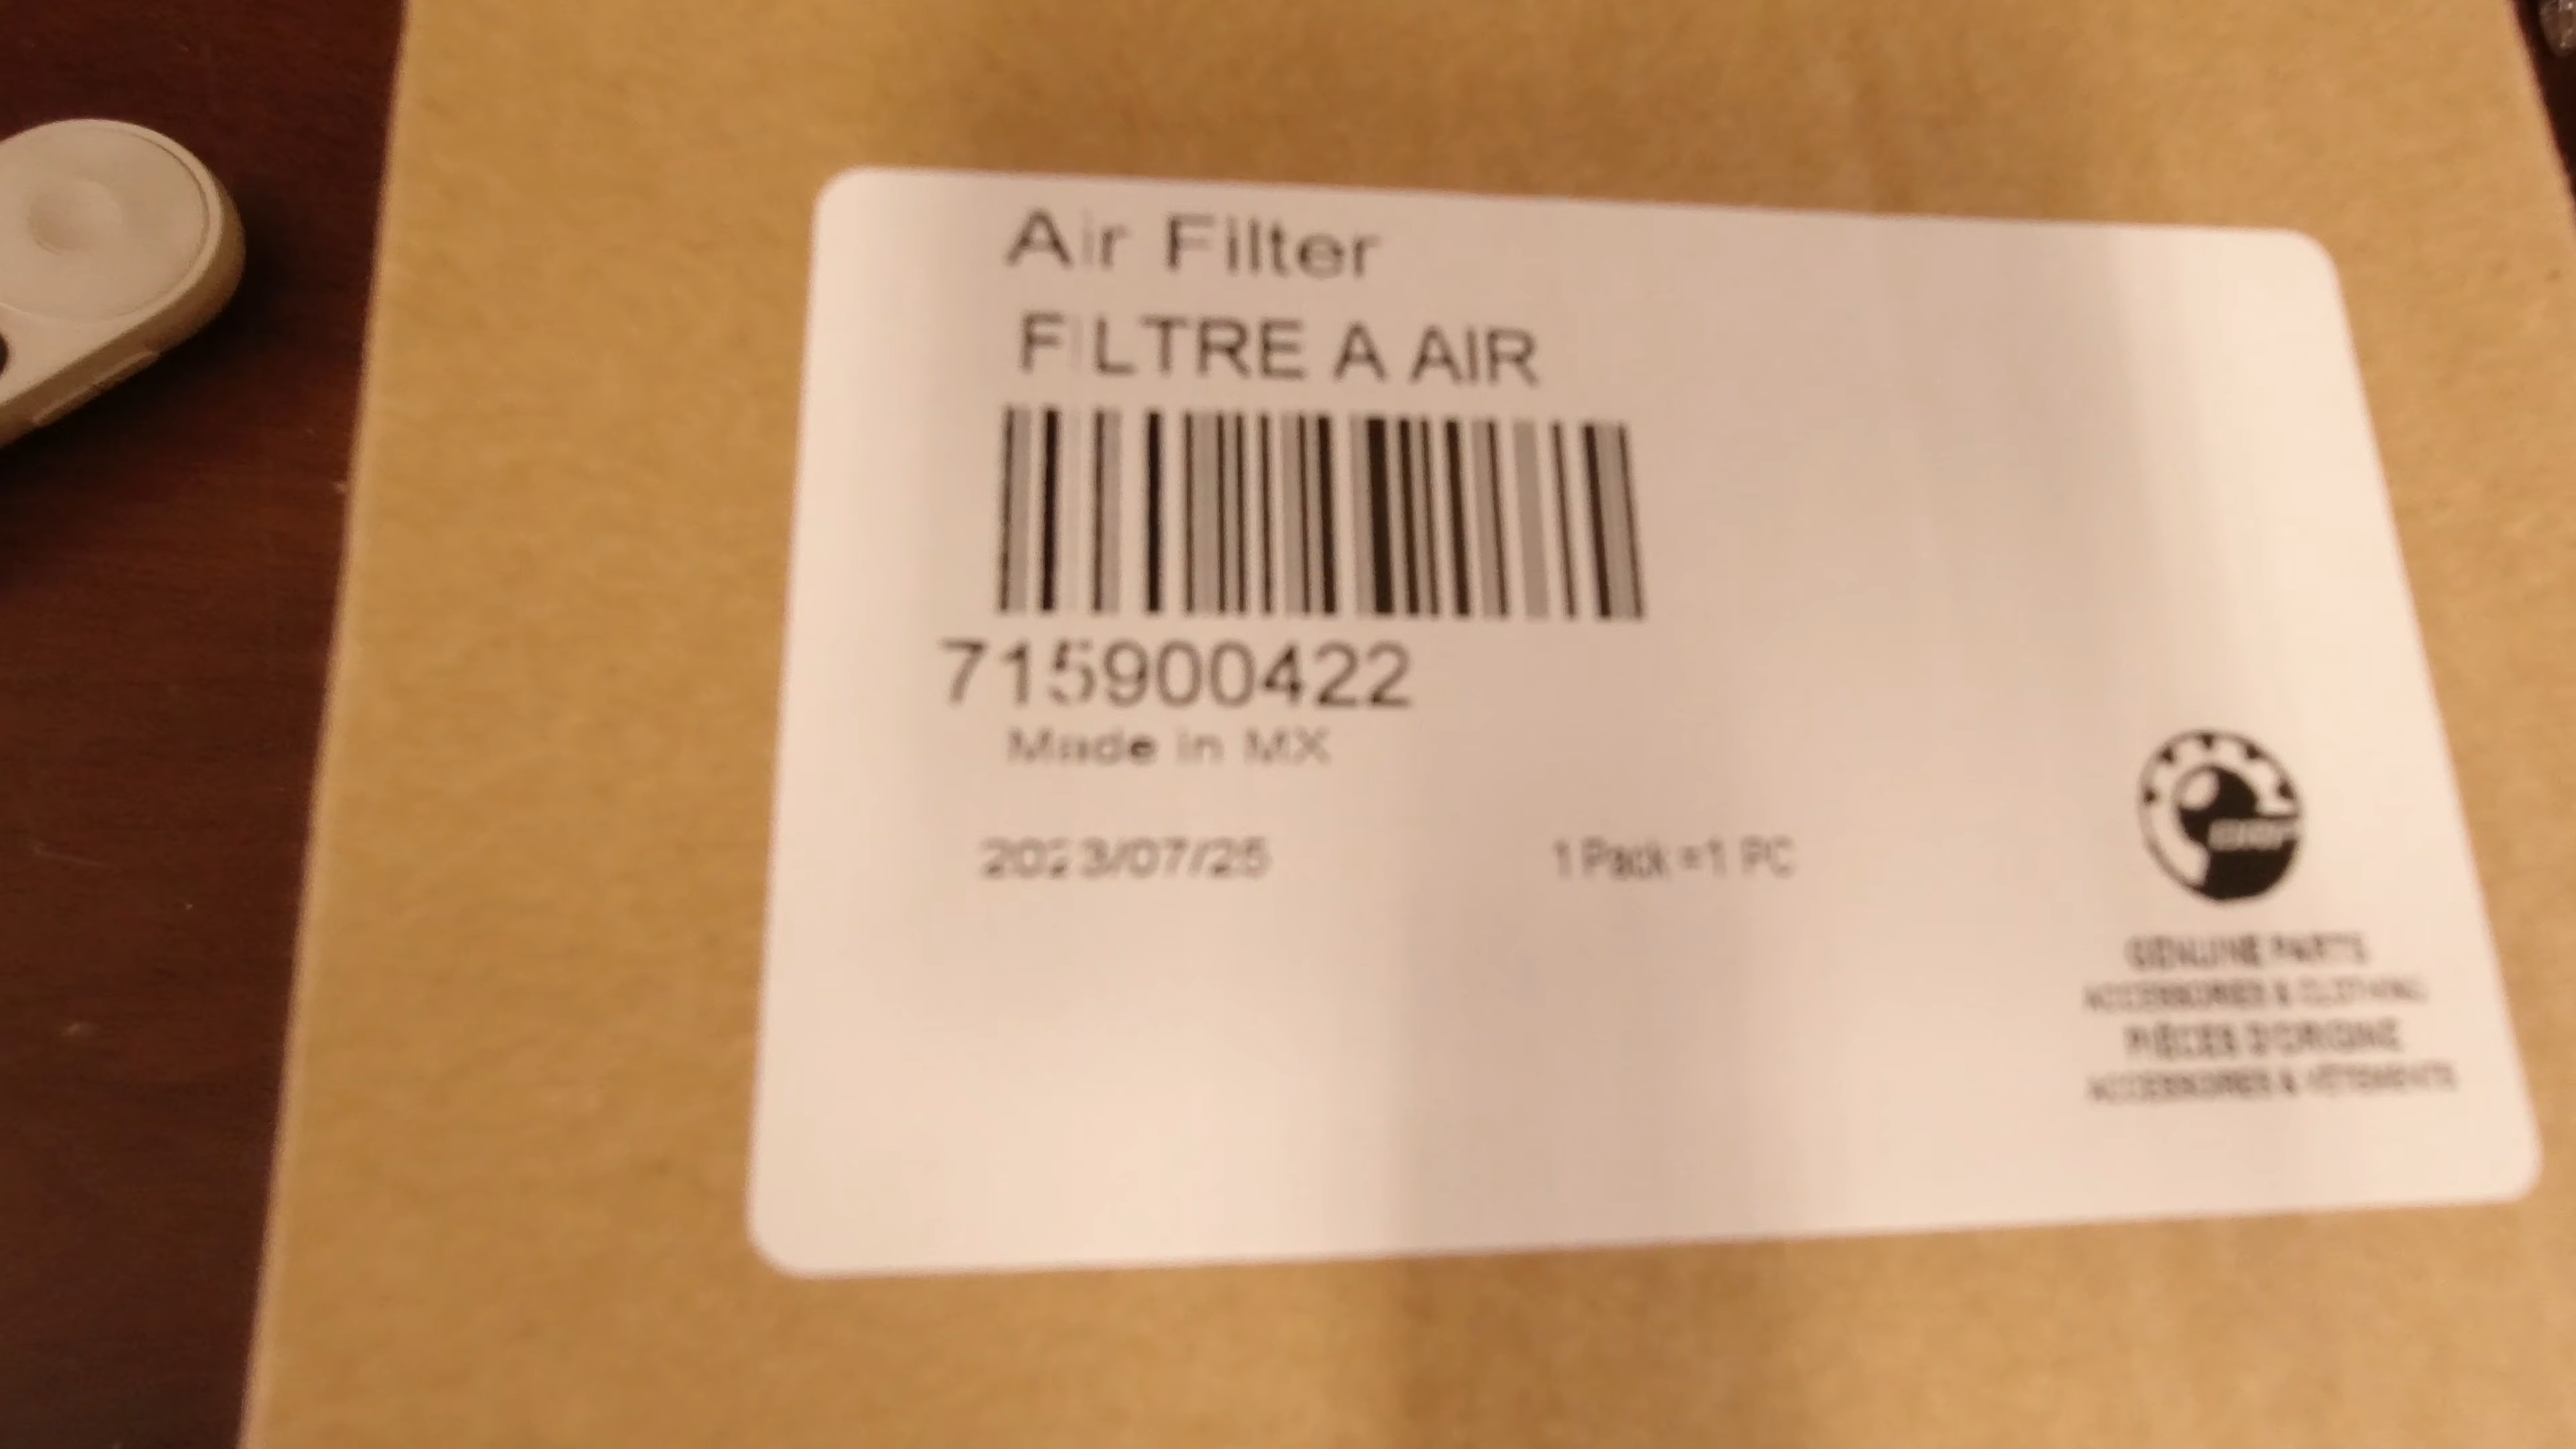 Air Filter
FILTRE A AIR
715900422
Made in MX
2023/07/25
1 Pack =1 PC
GENUINE PARTS
ACCESSORIES & CLOTHING
PIÈCES D'ORIGINE
ACCESSOIRES & VÊTEMENTS